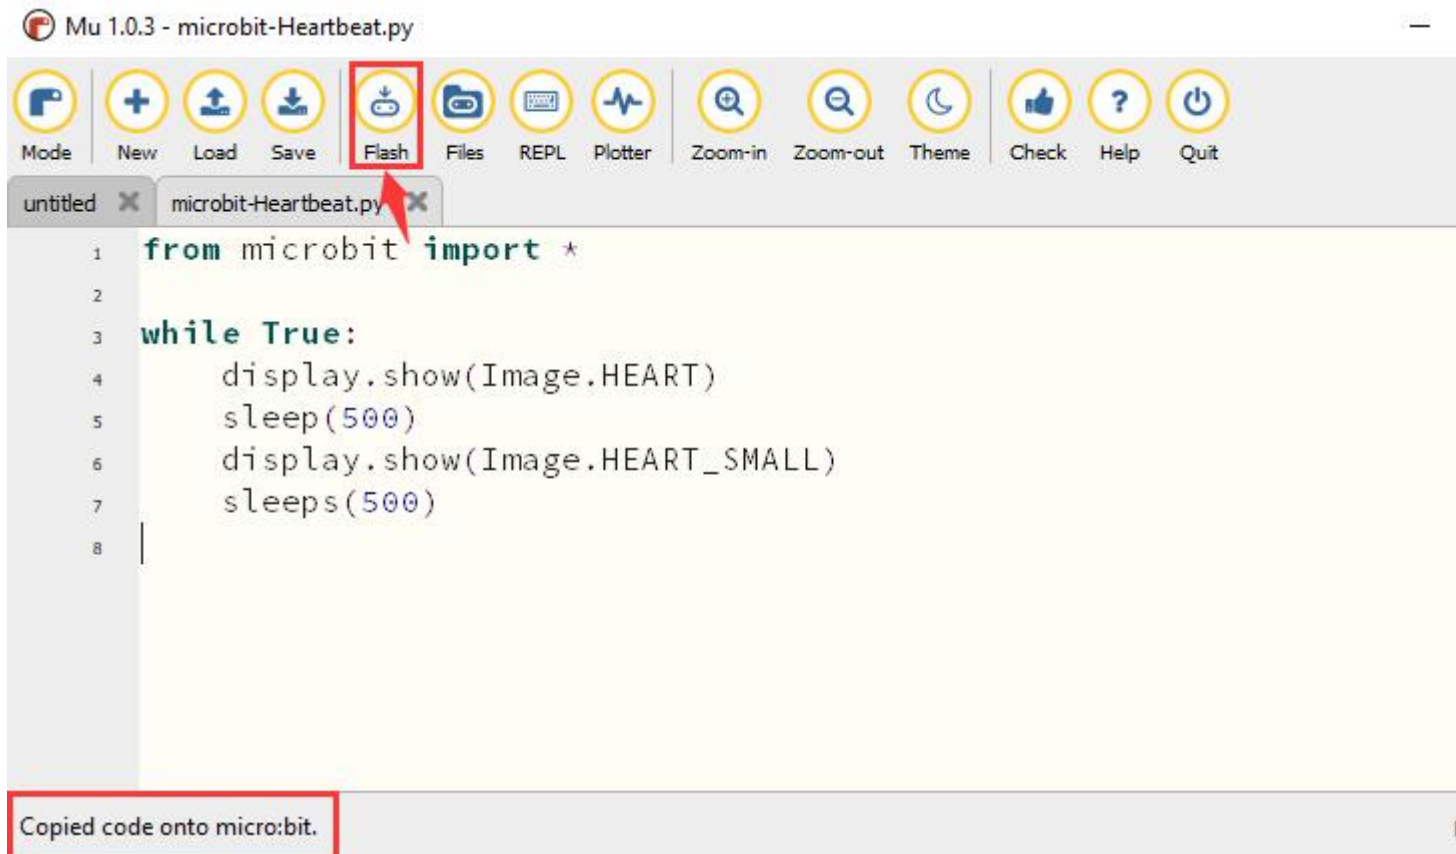 Mu 1.0.3 - microbit-Heartbeat.py
Mode New Load Save Flash Files REPL Plotter Zoom-in Zoom-out Theme Check Help Quit
untitled microbit-Heartbeat.py
1 from microbit import *
2
3 while True:
4 display.show(Image.HEART)
5 sleep(500)
6 display.show(Image.HEART_SMALL)
7 sleeps(500)
8
Copied code onto micro:bit.